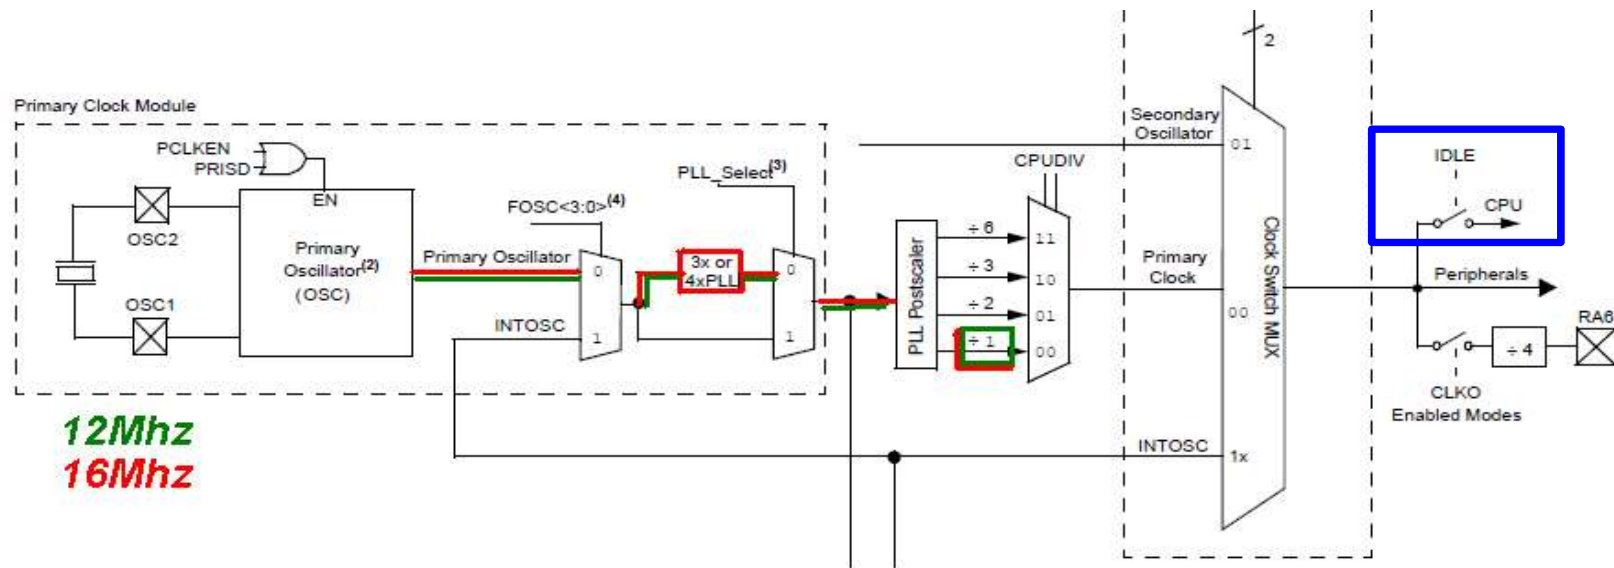 2
Primary Clock Module
PCLKEN
PRISD
EN
OSC2
OSC1
Primary
Oscillator(2)
(OSC)
Primary Oscillator
INTOSC
FOSC<3:0>(4)
0
1
3x or
4xPLL
PLL_Select(3)
0
1
PLL Postscaler
÷ 6
÷ 3
÷ 2
÷ 1
CPUDIV
11
10
01
00
Secondary
Oscillator
Primary
Clock
INTOSC
01
00
1x
Clock Switch MUX
IDLE
CPU
Peripherals
RA6
÷ 4
CLKO
Enabled Modes
12Mhz
16Mhz